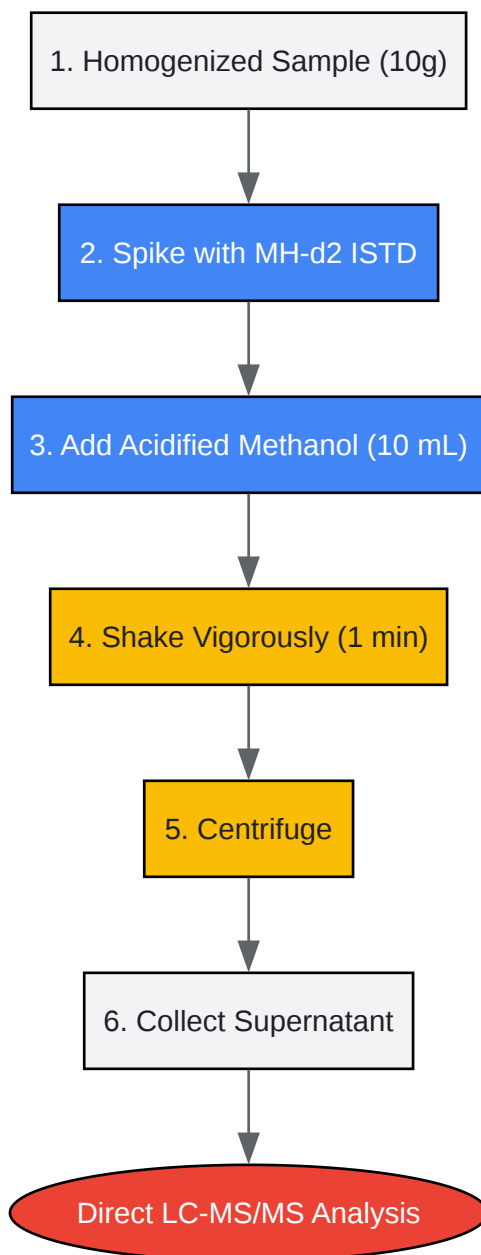 1. Homogenized Sample (10g)
2. Spike with MH-d2 ISTD
3. Add Acidified Methanol (10 mL)
4. Shake Vigorously (1 min)
5. Centrifuge
6. Collect Supernatant
Direct LC-MS/MS Analysis